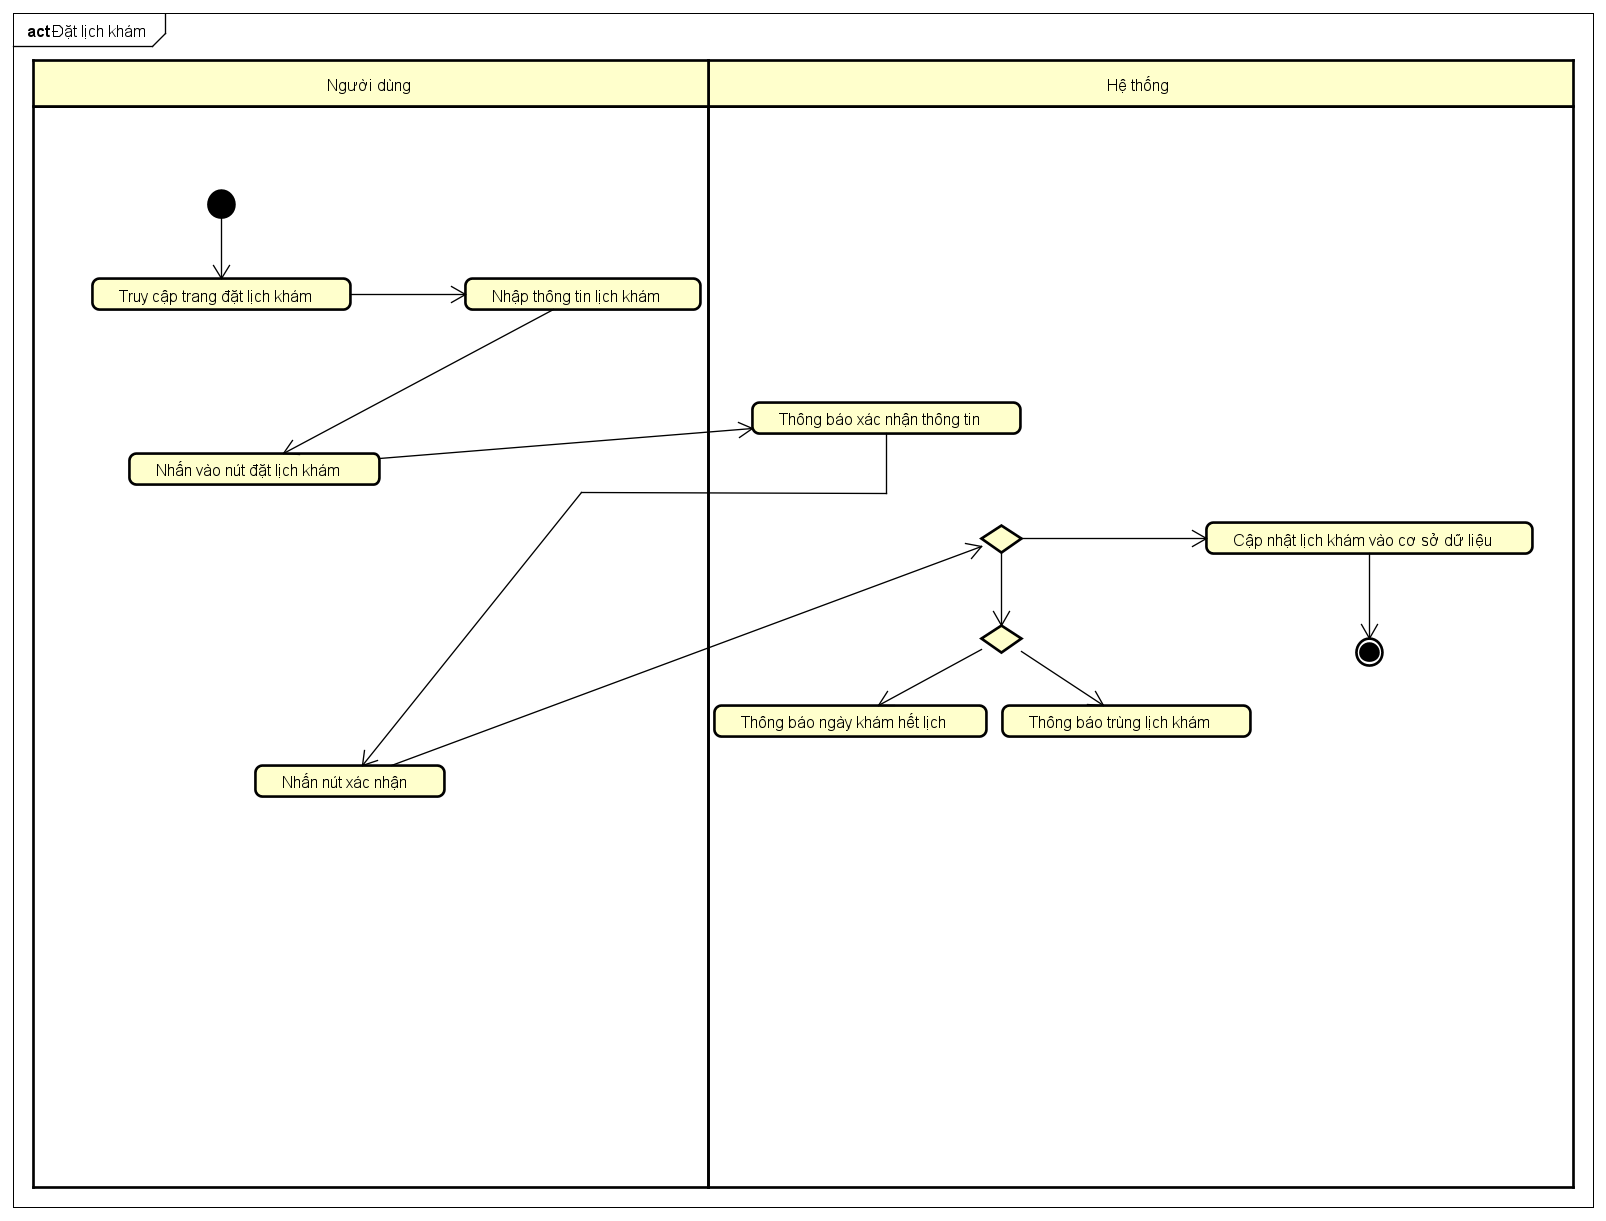 act Đặt lịch khám
Người dùng
Hệ thống
Truy cập trang đặt lịch khám
Nhập thông tin lịch khám
Thông báo xác nhận thông tin
Nhấn vào nút đặt lịch khám
Cập nhật lịch khám vào cơ sở dữ liệu
Thông báo ngày khám hết lịch
Thông báo trùng lịch khám
Nhấn nút xác nhận